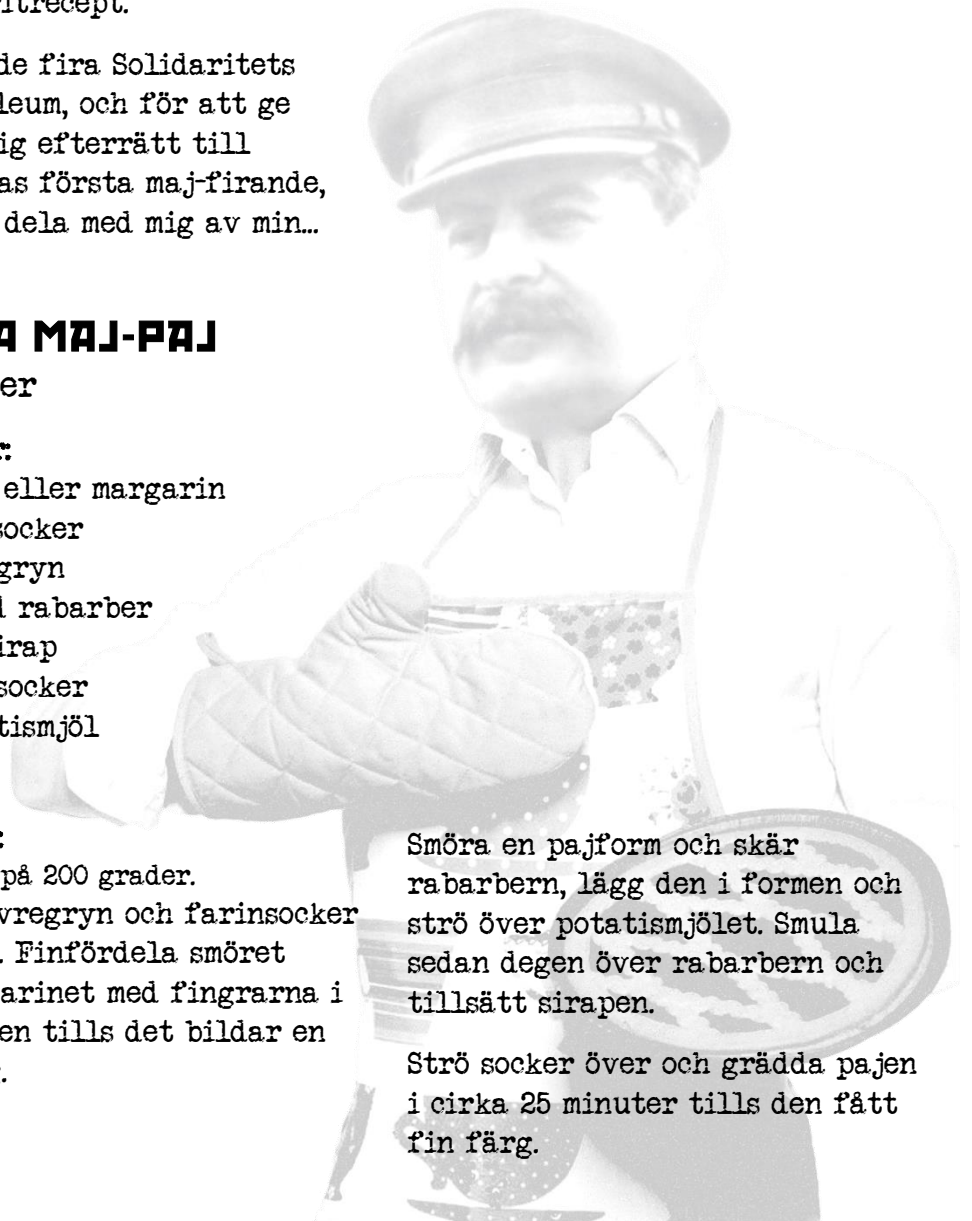 ltrecept.
de fira Solidaritets
leum, och för att ge
ig efterrätt till
as första maj-firande,
dela med mig av min...
A MAJ-PAJ
er
r:
eller margarin
socker
gryn
l rabarber
irap
socker
tismjöl
:
på 200 grader.
vregryn och farinsocker
. Finfördela smöret
arinet med fingrarna i
en tills det bildar en
.
Smöra en pajform och skär
rabarbern, lägg den i formen och
strö över potatismjölet. Smula
sedan degen över rabarbern och
tillsätt sirapen.
Strö socker över och grädda pajen
i cirka 25 minuter tills den fått
fin färg.